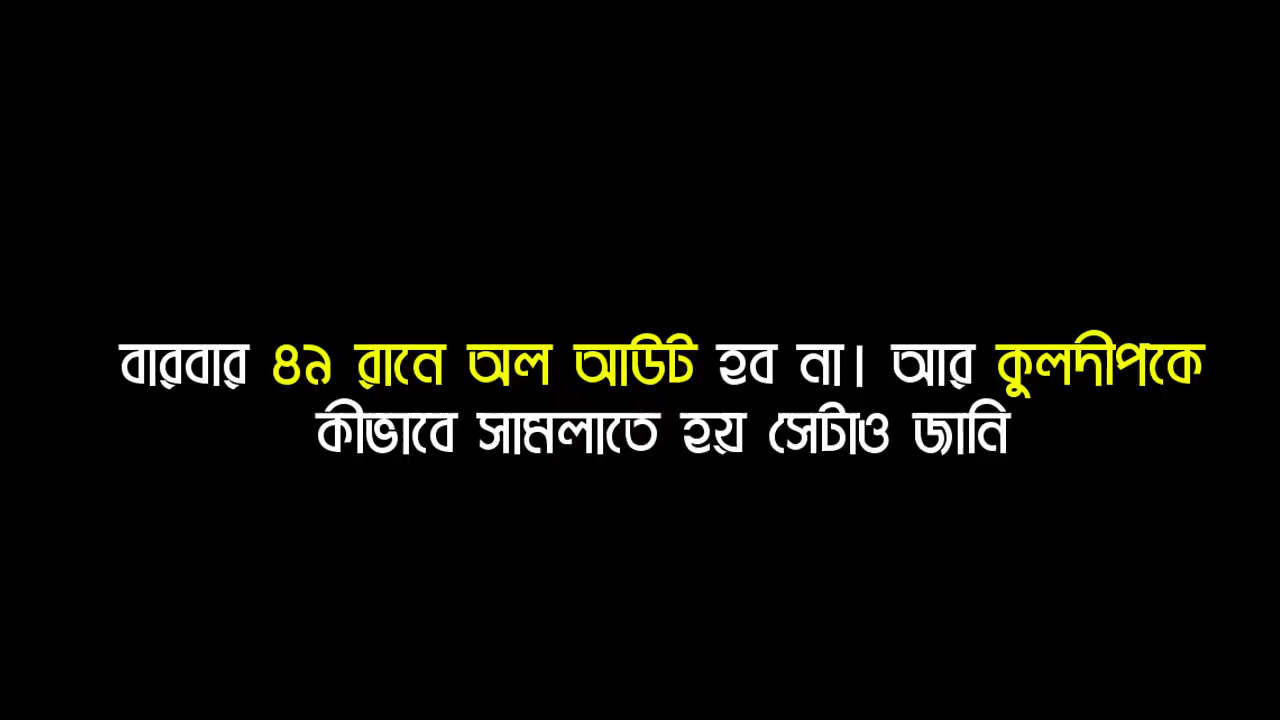 বারবার ৪৯ রানে অল আউট হব না। আর কুলদীপকে
কীভাবে সামলাতে হয় সেটাও জানি